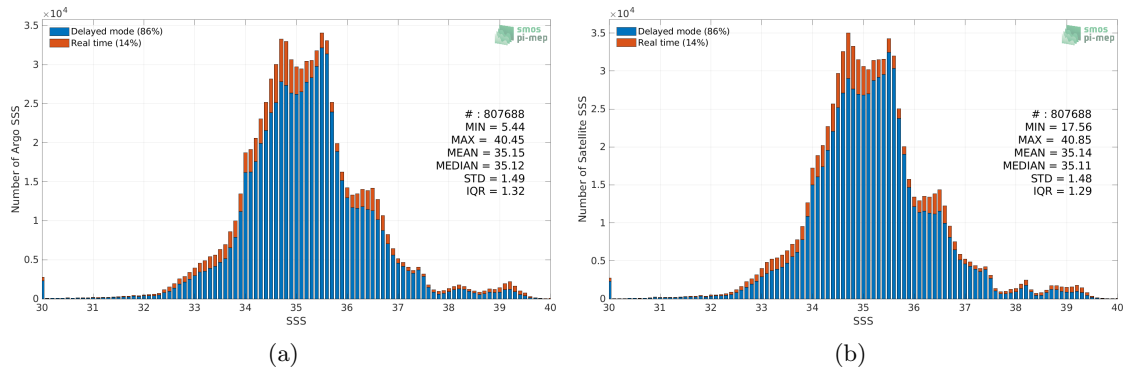 ×10⁴
3.5
3
2.5
2
1.5
1
0.5
0
Number of Argo SSS
Delayed mode (86%)
Real time (14%)
smos
pi-mep
# : 807688
MIN = 5.44
MAX = 40.45
MEAN = 35.15
MEDIAN = 35.12
STD = 1.49
IQR = 1.32
30 31 32 33 34 35 36 37 38 39 40
SSS
(a)
×10⁴
3.5
3
2.5
2
1.5
1
0.5
0
Number of Satellite SSS
Delayed mode (86%)
Real time (14%)
smos
pi-mep
# : 807688
MIN = 17.56
MAX = 40.85
MEAN = 35.14
MEDIAN = 35.11
STD = 1.48
IQR = 1.29
30 31 32 33 34 35 36 37 38 39 40
SSS
(b)